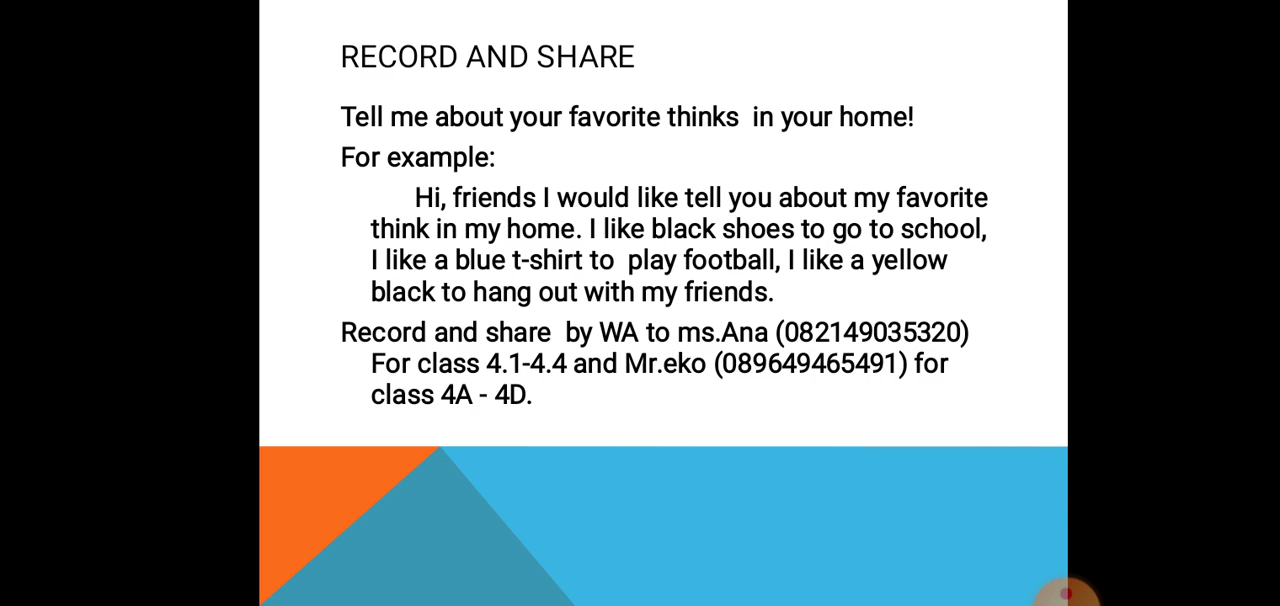 RECORD AND SHARE
Tell me about your favorite thinks  in your home!
For example:
Hi, friends I would like tell you about my favorite
think in my home. I like black shoes to go to school,
I like a blue t-shirt to  play football, I like a yellow
black to hang out with my friends.
Record and share  by WA to ms.Ana (082149035320)
For class 4.1-4.4 and Mr.eko (089649465491) for
class 4A - 4D.